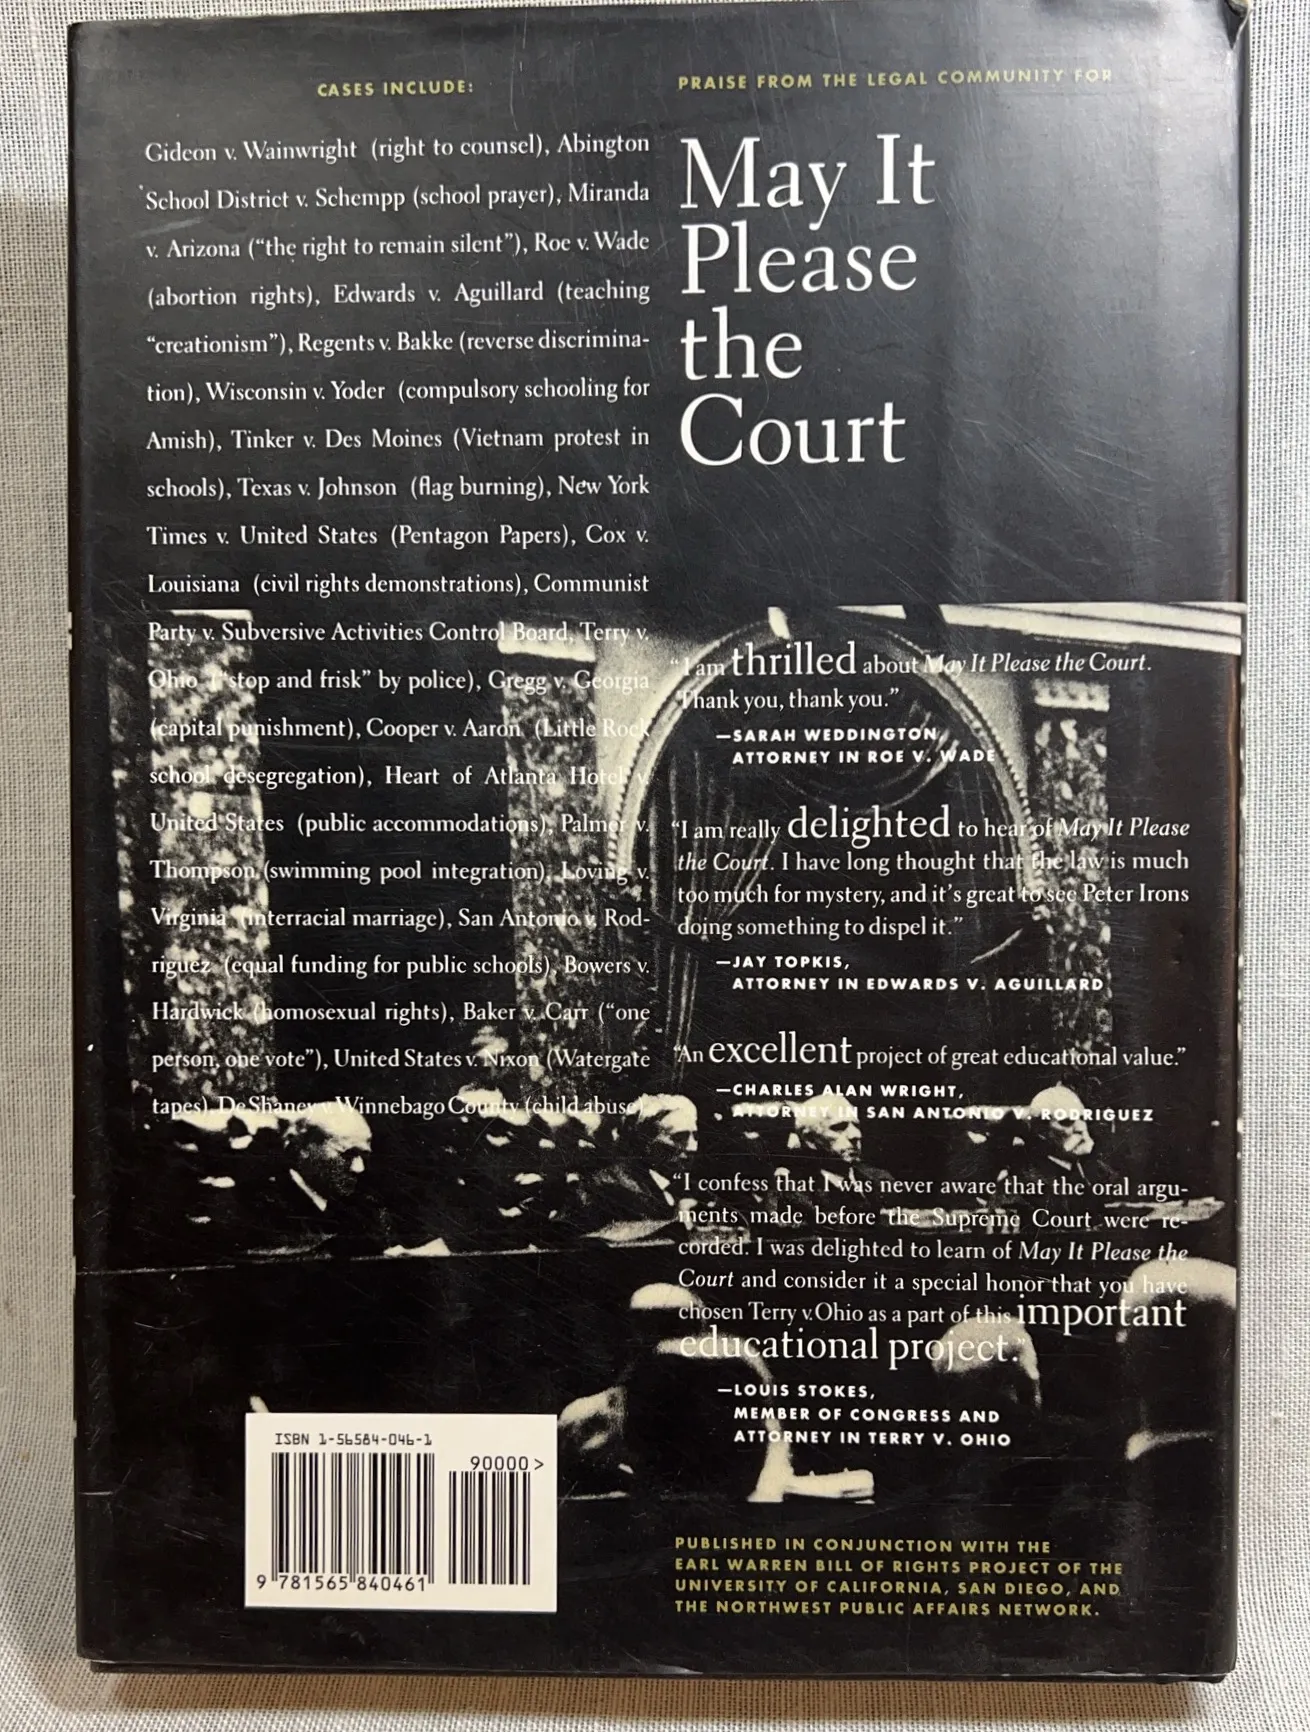 CASES INCLUDE:
Gideon v. Wainwright (right to counsel), Abington
School District v. Schempp (school prayer), Miranda
v. Arizona (“the right to remain silent”), Roe v. Wade
(abortion rights), Edwards v. Aguillard (teaching
“creationism”), Regents v. Bakke (reverse discrimina-
tion), Wisconsin v. Yoder (compulsory schooling for
Amish), Tinker v. Des Moines (Vietnam protest in
schools), Texas v. Johnson (flag burning), New York
Times v. United States (Pentagon Papers), Cox v.
Louisiana (civil rights demonstrations), Communist
Party v. Subversive Activities Control Board, Terry v.
Ohio (“stop and frisk” by police), Gregg v. Georgia
(capital punishment), Cooper v. Aaron (Little Rock
school desegregation), Heart of Atlanta Hotel v.
United States (public accommodations), Palmer v.
Thompson (swimming pool integration), Loving v.
Virginia (interracial marriage), San Antonio v. Rod-
riguez (equal funding for public schools), Bowers v.
Hardwick (homosexual rights), Baker v. Carr (“one
person, one vote”), United States v. Nixon (Watergate
tapes), DeShaney v. Winnebago County (child abuse)
ISBN 1-56584-046-1
90000>
9 781565 840461
PRAISE FROM THE LEGAL COMMUNITY FOR
May It
Please
the
Court
“I am thrilled about May It Please the Court.
Thank you, thank you.”
—SARAH WEDDINGTON,
ATTORNEY IN ROE V. WADE
“I am really delighted to hear of May It Please
the Court. I have long thought that the law is much
too much for mystery, and it’s great to see Peter Irons
doing something to dispel it.”
—JAY TOPKIS,
ATTORNEY IN EDWARDS V. AGUILLARD
“An excellent project of great educational value.”
—CHARLES ALAN WRIGHT,
ATTORNEY IN SAN ANTONIO V. RODRIGUEZ
“I confess that I was never aware that the oral argu-
ments made before the Supreme Court were re-
corded. I was delighted to learn of May It Please the
Court and consider it a special honor that you have
chosen Terry v. Ohio as a part of this important
educational project.”
—LOUIS STOKES,
MEMBER OF CONGRESS AND
ATTORNEY IN TERRY V. OHIO
PUBLISHED IN CONJUNCTION WITH THE
EARL WARREN BILL OF RIGHTS PROJECT OF THE
UNIVERSITY OF CALIFORNIA, SAN DIEGO, AND
THE NORTHWEST PUBLIC AFFAIRS NETWORK.